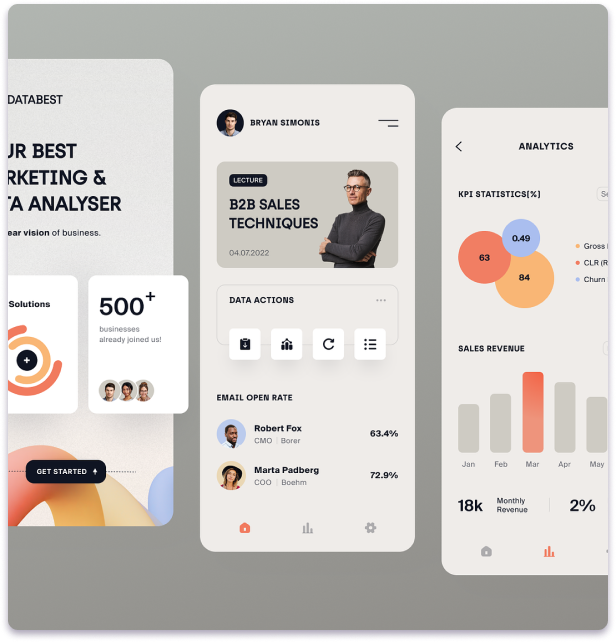 DATABEST
UR BEST
RKETING &
TA ANALYSER
ear vision of business.
Solutions
500+
businesses
already joined us!
GET STARTED
BRYAN SIMONIS
LECTURE
B2B SALES
TECHNIQUES
04.07.2022
DATA ACTIONS
EMAIL OPEN RATE
Robert Fox
CMO | Borer
63.4%
Marta Padberg
COO | Boehm
72.9%
ANALYTICS
KPI STATISTICS(%)
Se
0.49
63
84
Gross
CLR (R
Churn
SALES REVENUE
Jan Feb Mar Apr May
18k
Monthly
Revenue
2%